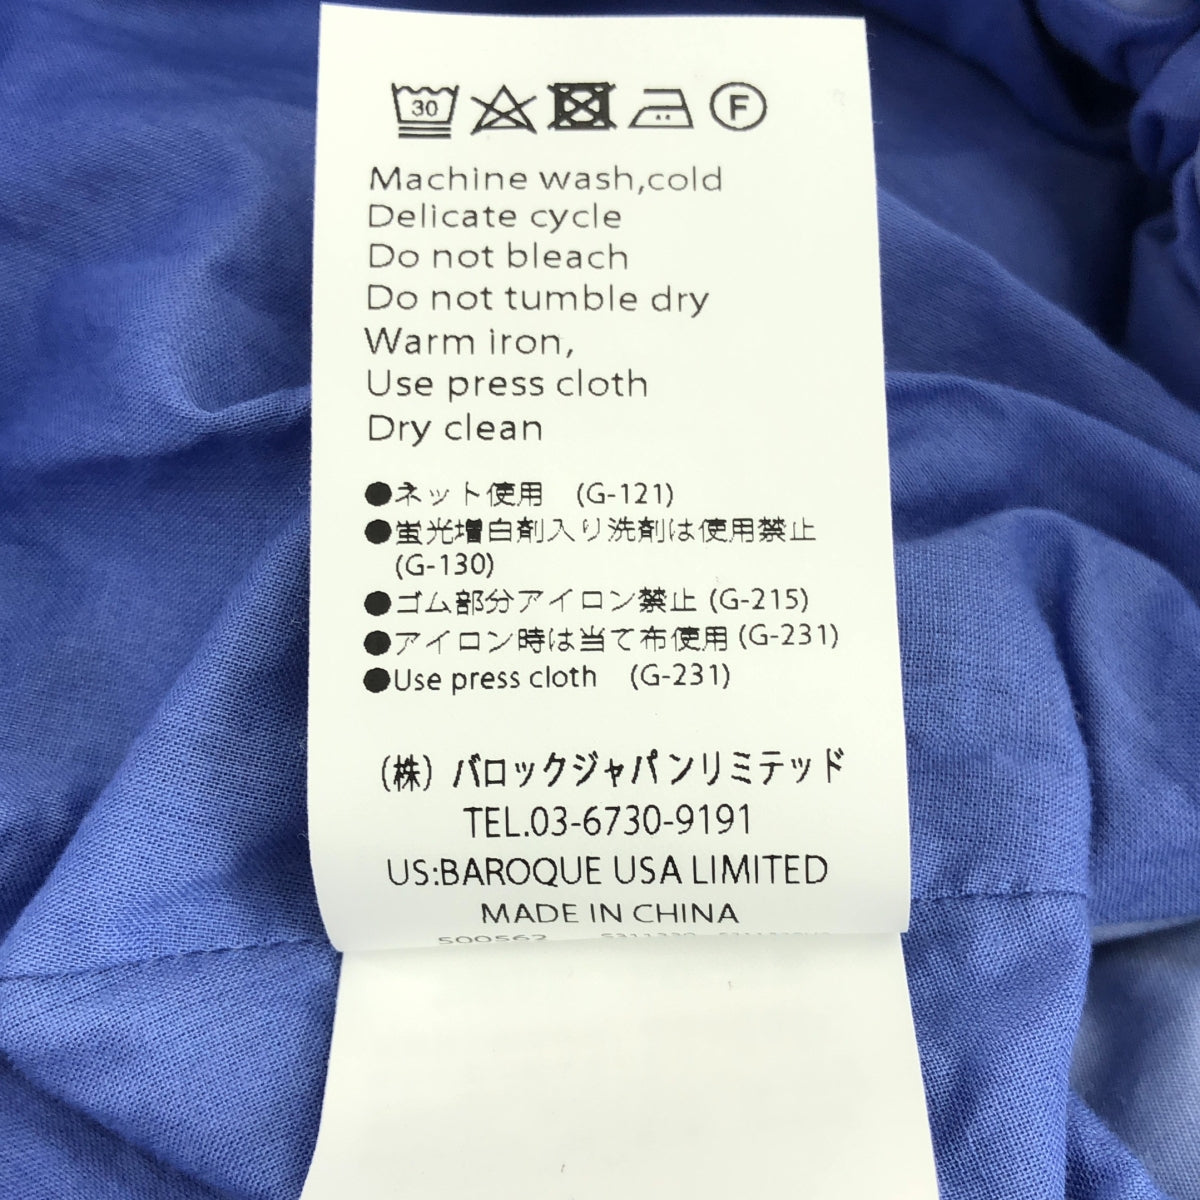 30 F
Machine wash,cold
Delicate cycle
Do not bleach
Do not tumble dry
Warm iron,
Use press cloth
Dry clean
●ネット使用 (G-121)
●蛍光増白剤入り洗剤は使用禁止
(G-130)
●ゴム部分アイロン禁止 (G-215)
●アイロン時は当て布使用 (G-231)
●Use press cloth (G-231)
(株) バロックジャパンリミテッド
TEL.03-6730-9191
US:BAROQUE USA LIMITED
MADE IN CHINA